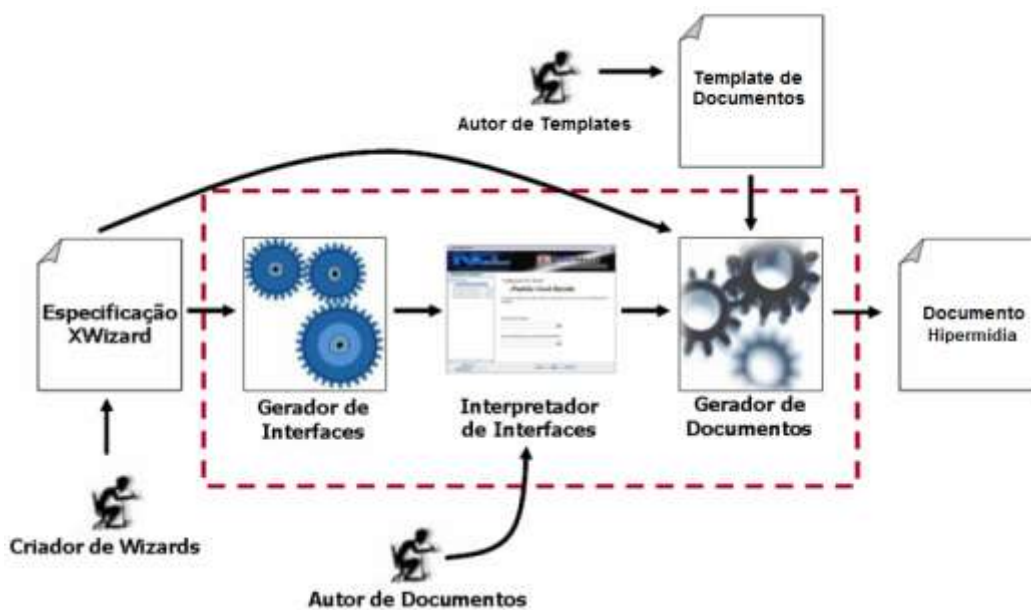 Template de
Documentos
Autor de Templates
Especificação
XWizard
Documento
Hipermídia
Gerador de
Interfaces
Interpretador
de Interfaces
Gerador de
Documentos
Criador de Wizards
Autor de Documentos